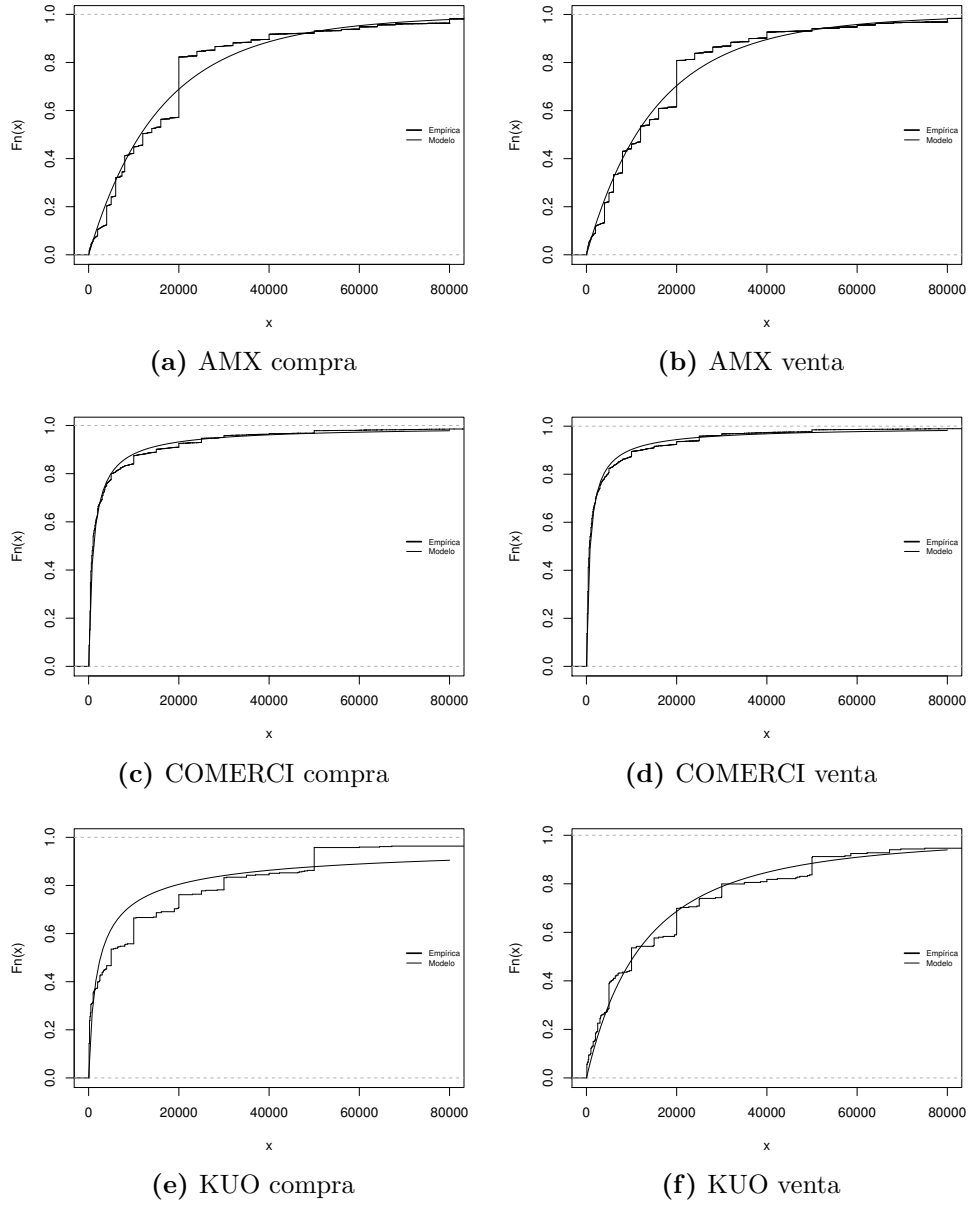 Fn(x)
1.0
0.8
0.6
0.4
0.2
0.0
Empírica
Modelo
0 20000 40000 60000 80000
x
(a) AMX compra
Fn(x)
1.0
0.8
0.6
0.4
0.2
0.0
Empírica
Modelo
0 20000 40000 60000 80000
x
(b) AMX venta
Fn(x)
1.0
0.8
0.6
0.4
0.2
0.0
Empírica
Modelo
0 20000 40000 60000 80000
x
(c) COMERCI compra
Fn(x)
1.0
0.8
0.6
0.4
0.2
0.0
Empírica
Modelo
0 20000 40000 60000 80000
x
(d) COMERCI venta
Fn(x)
1.0
0.8
0.6
0.4
0.2
0.0
Empírica
Modelo
0 20000 40000 60000 80000
x
(e) KUO compra
Fn(x)
1.0
0.8
0.6
0.4
0.2
0.0
Empírica
Modelo
0 20000 40000 60000 80000
x
(f) KUO venta